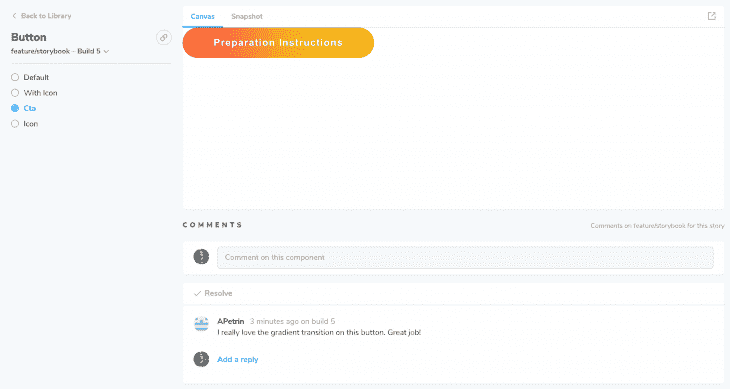 Back to Library
Button
feature/storybook - Build 5
Default
With Icon
Cta
Icon
Canvas
Snapshot
Preparation Instructions
COMMENTS
Comments on feature/storybook for this story
Comment on this component
Resolve
APetrin 3 minutes ago on build 5
I really love the gradient transition on this button. Great job!
Add a reply